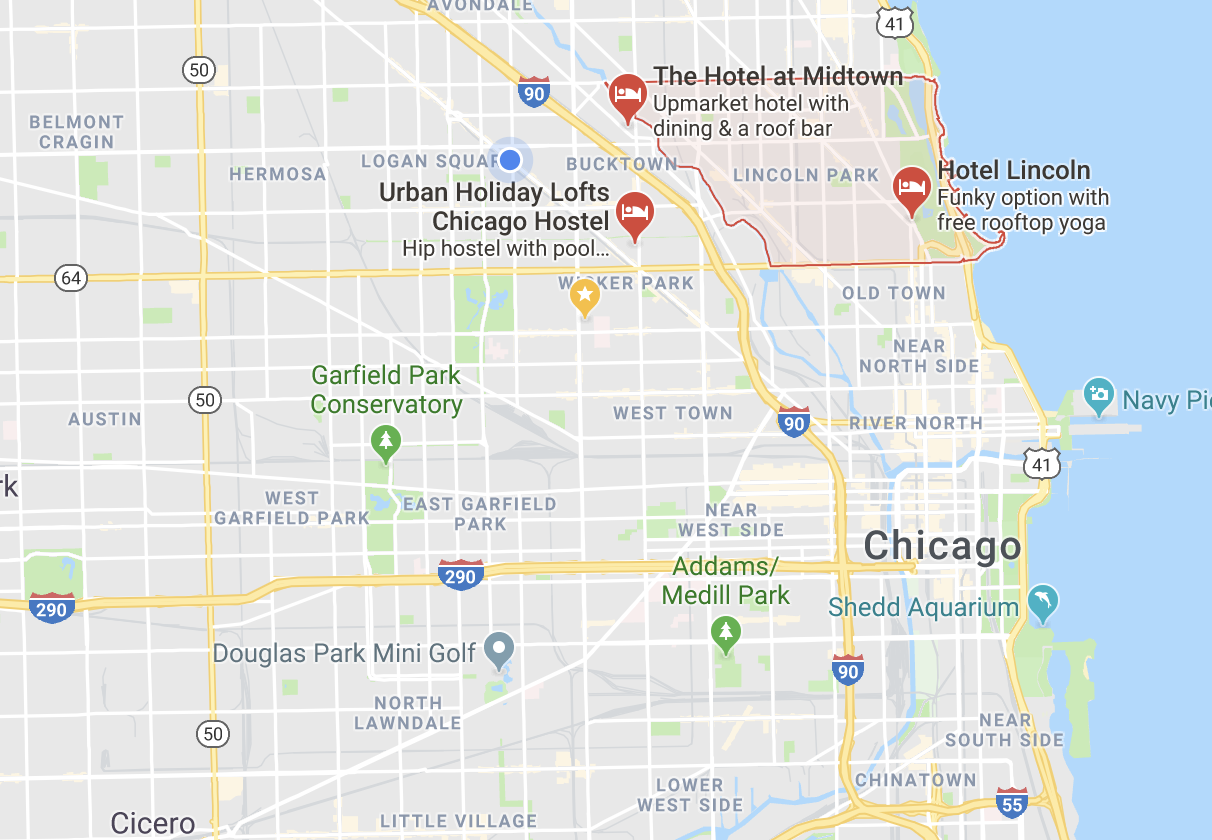 AVONDALE
41
50
90
The Hotel at Midtown
Upmarket hotel with
dining & a roof bar
BELMONT
CRAGIN
HERMOSA
LOGAN SQUAR
BUCKTOWN
LINCOLN PARK
Hotel Lincoln
Funky option with
free rooftop yoga
Urban Holiday Lofts
Chicago Hostel
Hip hostel with pool...
64
WICKER PARK
OLD TOWN
NEAR
NORTH SIDE
Garfield Park
Conservatory
50
AUSTIN
WEST TOWN
90
RIVER NORTH
Navy Pie
41
rk
WEST
GARFIELD PARK
EAST GARFIELD
PARK
NEAR
WEST SIDE
Chicago
290
290
Addams/
Medill Park
Shedd Aquarium
Douglas Park Mini Golf
90
NORTH
LAWNDALE
50
NEAR
SOUTH SIDE
CHINATOWN
LOWER
WEST SIDE
55
Cicero
LITTLE VILLAGE